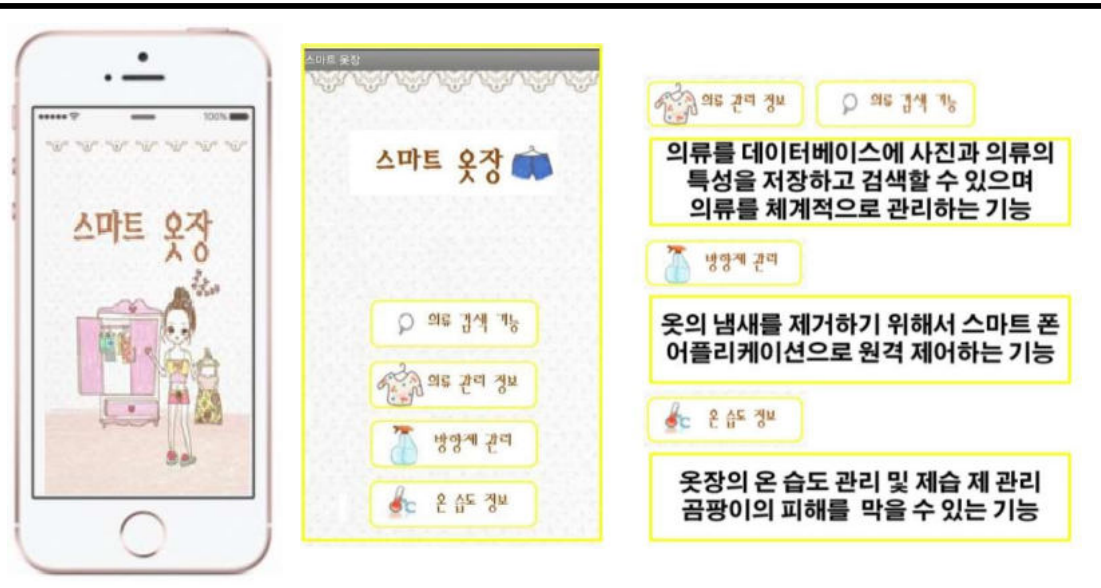 100%
스마트 옷장
스마트 옷장
스마트 옷장
의류 검색 기능
의류 관리 정보
방향제 관리
온 습도 정보
의류 관리 정보
의류 검색 기능
의류를 데이터베이스에 사진과 의류의
특성을 저장하고 검색할 수 있으며
의류를 체계적으로 관리하는 기능
방향제 관리
옷의 냄새를 제거하기 위해서 스마트 폰
어플리케이션으로 원격 제어하는 기능
온 습도 정보
옷장의 온 습도 관리 및 제습 제 관리
곰팡이의 피해를 막을 수 있는 기능